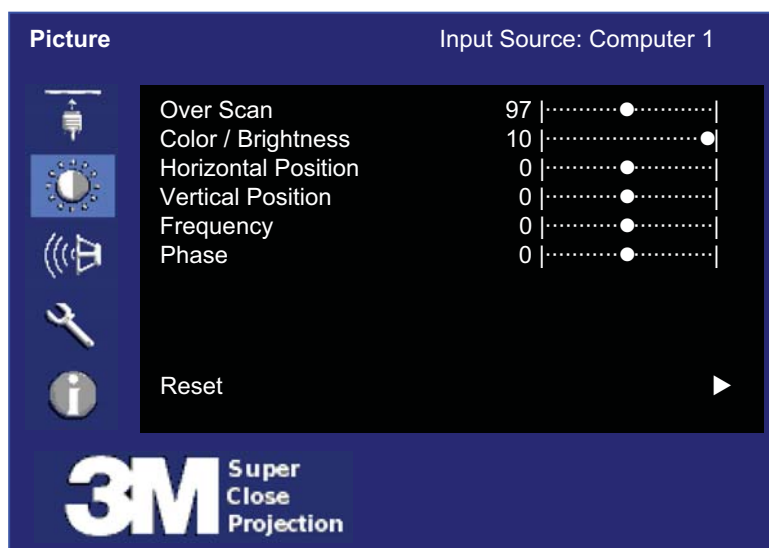 Picture Input Source: Computer 1
Over Scan 97
Color / Brightness 10
Horizontal Position 0
Vertical Position 0
Frequency 0
Phase 0
Reset
3M Super
Close
Projection